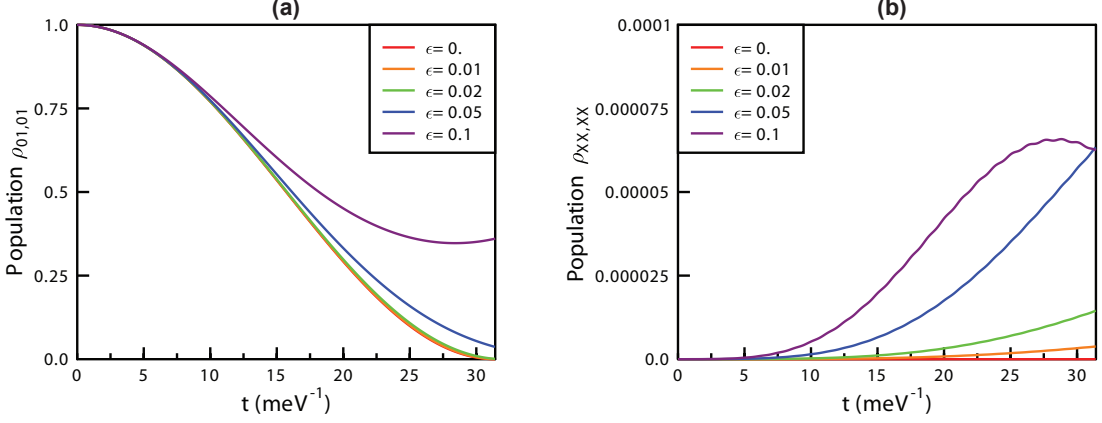 (a)
1.0
0.75
0.5
0.25
0.0
Population ρ01,01
ϵ= 0.
ϵ= 0.01
ϵ= 0.02
ϵ= 0.05
ϵ= 0.1
0 5 10 15 20 25 30
t (meV-1)
(b)
0.0001
0.000075
0.00005
0.000025
0.0
Population ρXX,XX
ϵ= 0.
ϵ= 0.01
ϵ= 0.02
ϵ= 0.05
ϵ= 0.1
0 5 10 15 20 25 30
t (meV-1)